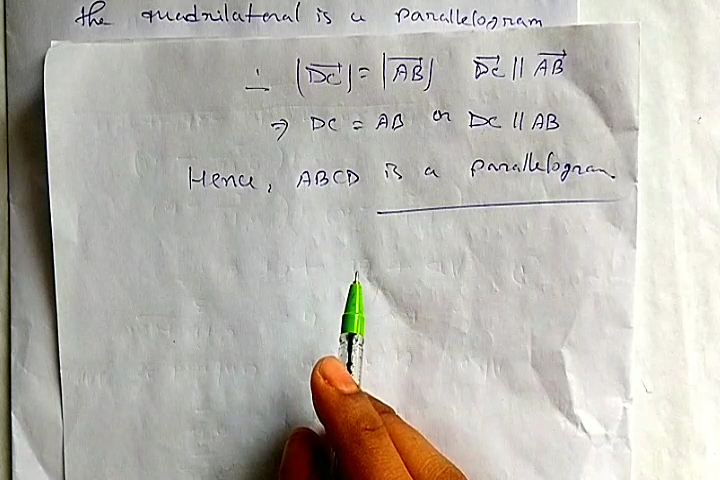 the quadrilateral is a parallelogram
∴ |DC⃗| = |AB⃗| DC⃗ || AB⃗
⇒ DC = AB or DC || AB
Hence, ABCD is a parallelogram